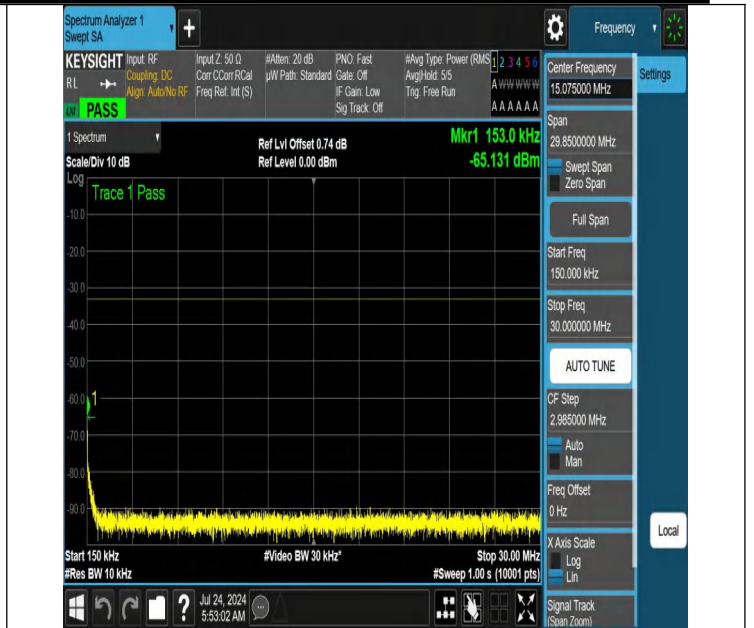 Spectrum Analyzer 1
Swept SA
+
Frequency
KEYSIGHT
RL
PASS
Input: RF
Coupling: DC
Align: Auto/No RF
Input Z: 50 Ω
Corr CCorr RCal
Freq Ref: Int (S)
#Atten: 20 dB
µW Path: Standard
PNO: Fast
Gate: Off
IF Gain: Low
Sig Track: Off
#Avg Type: Power (RMS
Avg|Hold: 5/5
Trig: Free Run
1 2 3 4 5 6
A W W W W W
A A A A A A
1 Spectrum
Scale/Div 10 dB
Ref Lvl Offset 0.74 dB
Ref Level 0.00 dBm
Mkr1 153.0 kHz
-65.131 dBm
Log
Trace 1 Pass
-10.0
-20.0
-30.0
-40.0
-50.0
-60.0
1
-70.0
-80.0
-90.0
Start 150 kHz
#Res BW 10 kHz
#Video BW 30 kHz*
Stop 30.00 MHz
#Sweep 1.00 s (10001 pts)
?
Jul 24, 2024
5:53:02 AM
Center Frequency
15.075000 MHz
Settings
Span
29.8500000 MHz
Swept Span
Zero Span
Full Span
Start Freq
150.000 kHz
Stop Freq
30.000000 MHz
AUTO TUNE
CF Step
2.985000 MHz
Auto
Man
Freq Offset
0 Hz
Local
X Axis Scale
Log
Lin
Signal Track
(Span Zoom)